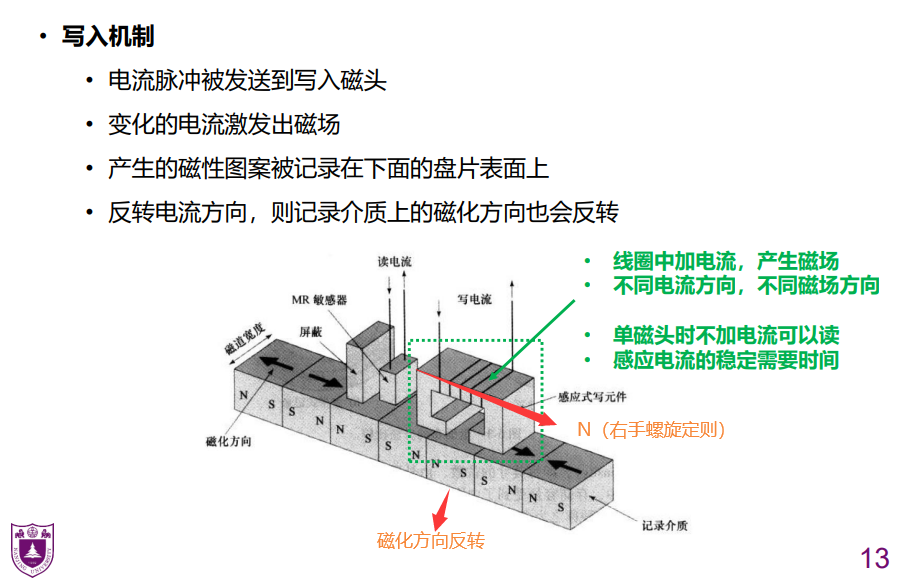 • 写入机制
• 电流脉冲被发送到写入磁头
• 变化的电流激发出磁场
• 产生的磁性图案被记录在下面的盘片表面上
• 反转电流方向，则记录介质上的磁化方向也会反转
读电流
• 线圈中加电流，产生磁场
• 不同电流方向，不同磁场方向
MR 敏感器
写电流
屏蔽
磁道宽度
• 单磁头时不加电流可以读
• 感应电流的稳定需要时间
感应式写元件
N（右手螺旋定则）
磁化方向
N S S N N S S N N S S N N S
记录介质
磁化方向反转
NANJING UNIVERSITY
13